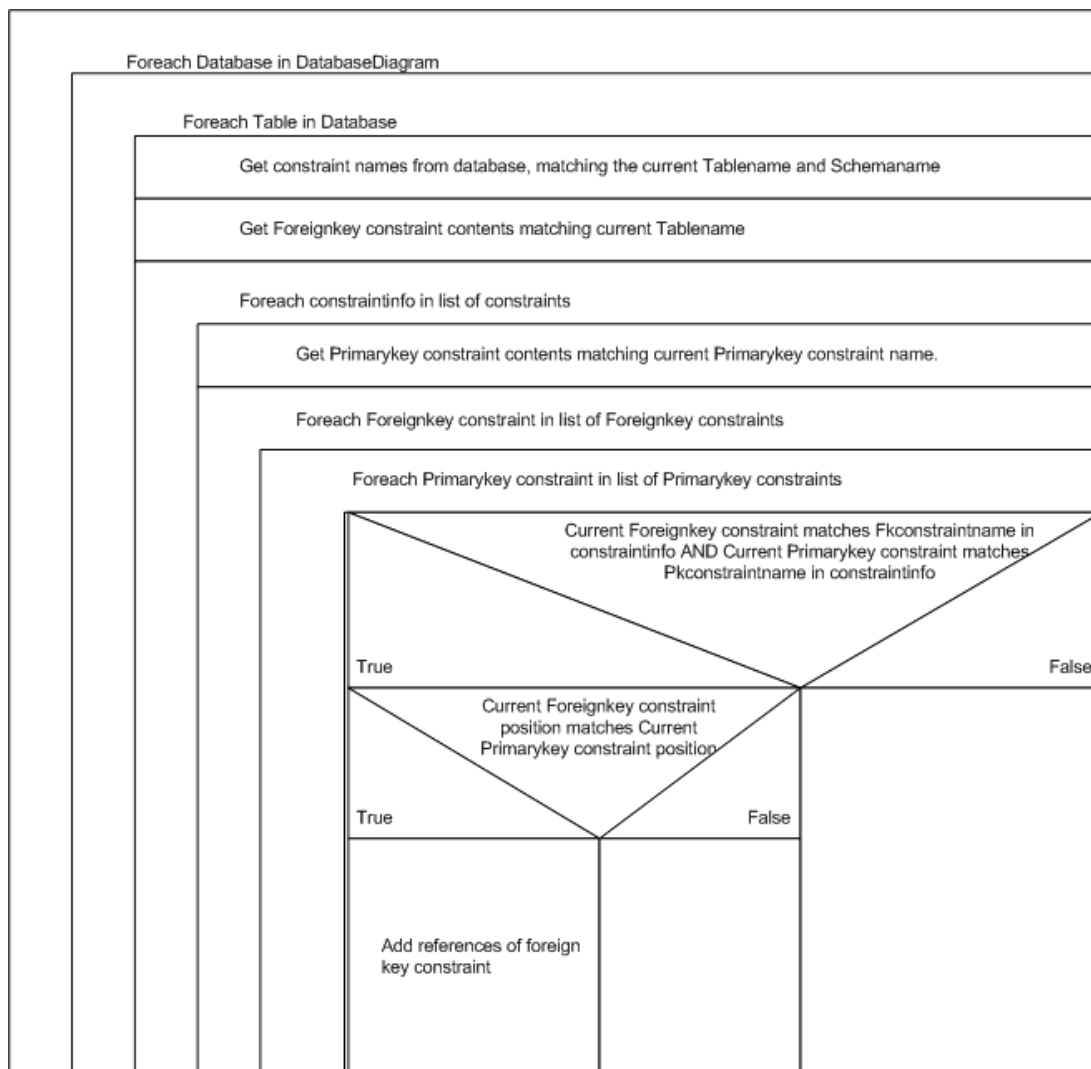 Foreach Database in DatabaseDiagram
Foreach Table in Database
Get constraint names from database, matching the current Tablename and Schemaname
Get Foreignkey constraint contents matching current Tablename
Foreach constraintinfo in list of constraints
Get Primarykey constraint contents matching current Primarykey constraint name.
Foreach Foreignkey constraint in list of Foreignkey constraints
Foreach Primarykey constraint in list of Primarykey constraints
Current Foreignkey constraint matches Fkconstraintname in
constraintinfo AND Current Primarykey constraint matches
Pkconstraintname in constraintinfo
True
False
Current Foreignkey constraint
position matches Current
Primarykey constraint position
True
False
Add references of foreign
key constraint